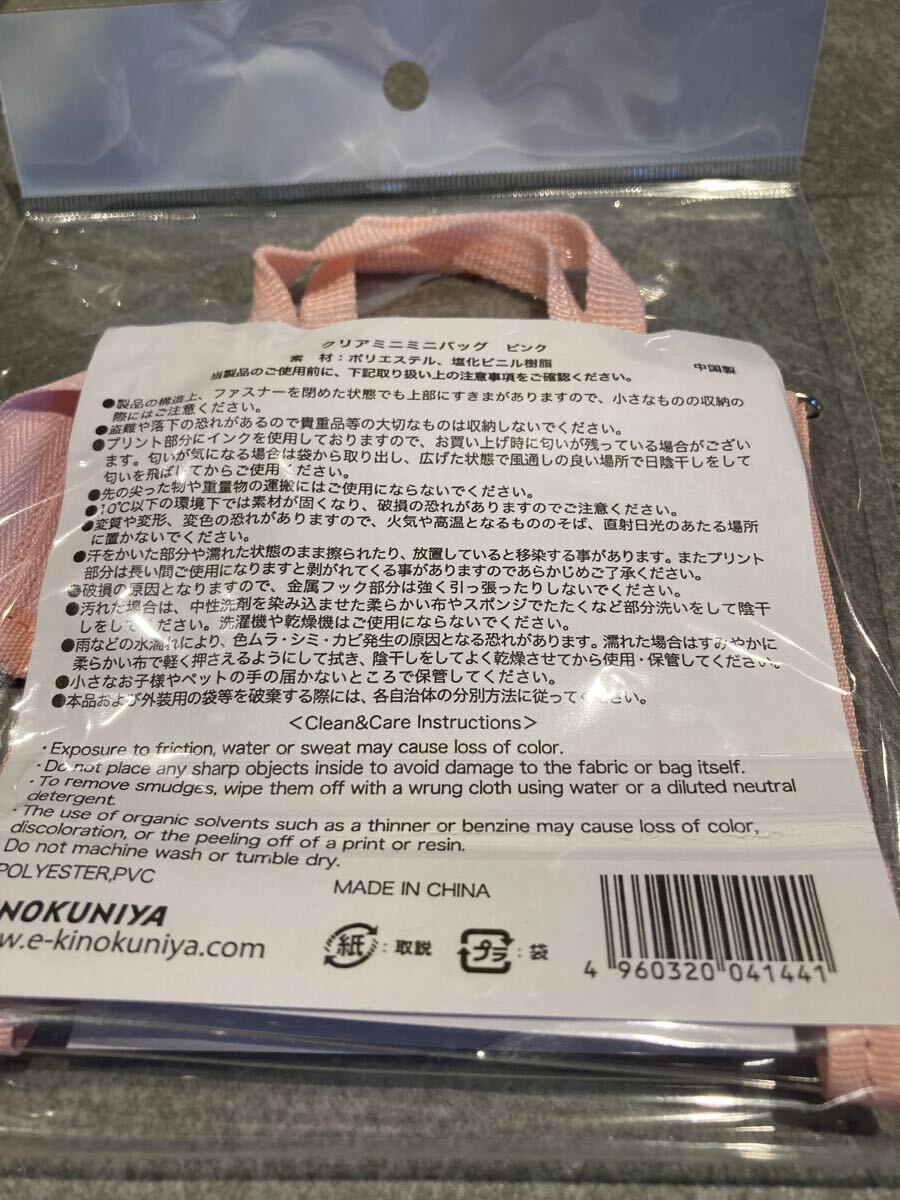 クリアミニミニバッグ ピンク
素 材：ポリエステル、塩化ビニル樹脂
中国製
当製品のご使用前に、下記取り扱い上の注意事項をご確認ください。
●製品の構造上、ファスナーを閉めた状態でも上部にすきまがありますので、小さなものの収納の
際にはご注意ください。
●盗難や落下の恐れがあるので貴重品等の大切なものは収納しないでください。
●プリント部分にインクを使用しておりますので、お買い上げ時に匂いが残っている場合がござい
ます。匂いが気になる場合は袋から取り出し、広げた状態で風通しの良い場所で日陰干しをして
匂いを飛ばしてからご使用ください。
●先の尖った物や重量物の運搬にはご使用にならないでください。
●10℃以下の環境下では素材が固くなり、破損の恐れがありますのでご注意ください。
●変質や変形、変色の恐れがありますので、火気や高温となるもののそば、直射日光のあたる場所
に置かないでください。
●汗をかいた部分や濡れた状態のまま擦られたり、放置していると移染する事があります。またプリント
部分は長い間ご使用になりますと剥がれてくる事がありますのであらかじめご了承ください。
●破損の原因となりますので、金属フック部分は強く引っ張ったりしないでください。
●汚れた場合は、中性洗剤を染み込ませた柔らかい布やスポンジでたたくなど部分洗いをして陰干
しをしてください。洗濯機や乾燥機はご使用にならないでください。
●雨などの水濡れにより、色ムラ・シミ・カビ発生の原因となる恐れがあります。濡れた場合はすみやかに
柔らかい布で軽く押さえるようにして拭き、陰干しをしてよく乾燥させてから使用・保管してください。
●小さなお子様やペットの手の届かないところで保管してください。
●本品および外装用の袋等を破棄する際には、各自治体の分別方法に従ってください。
<Clean&Care Instructions>
・Exposure to friction, water or sweat may cause loss of color.
・Do not place any sharp objects inside to avoid damage to the fabric or bag itself.
・To remove smudges, wipe them off with a wrung cloth using water or a diluted neutral
detergent.
・The use of organic solvents such as a thinner or benzine may cause loss of color,
discoloration, or the peeling off of a print or resin.
Do not machine wash or tumble dry.
POLYESTER,PVC
MADE IN CHINA
NOKUNIYA
w.e-kinokuniya.com
紙：取説
プラ：袋
4 960320 041441